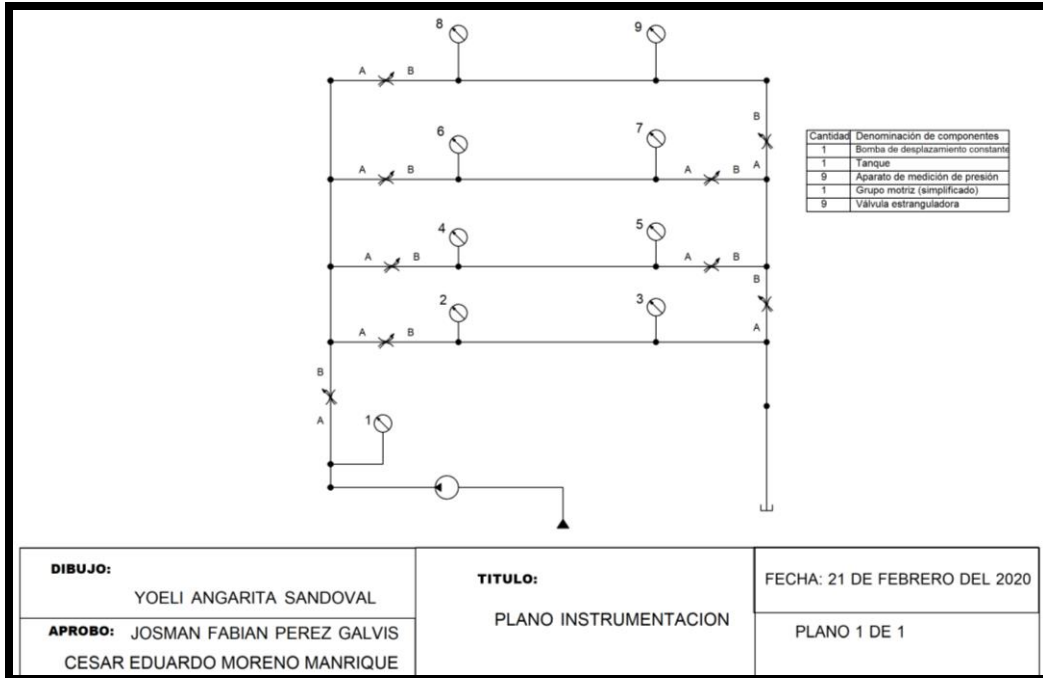 8
9
A B
B
6
7
A
A B
A B
4
5
A B
A B
B
2
3
A
A B
B
A
1
Cantidad Denominación de componentes
1 Bomba de desplazamiento constante
1 Tanque
9 Aparato de medición de presión
1 Grupo motriz (simplificado)
9 Válvula estranguladora
DIBUJO:
YOELI ANGARITA SANDOVAL
APROBO: JOSMAN FABIAN PEREZ GALVIS
CESAR EDUARDO MORENO MANRIQUE
TITULO:
PLANO INSTRUMENTACION
FECHA: 21 DE FEBRERO DEL 2020
PLANO 1 DE 1